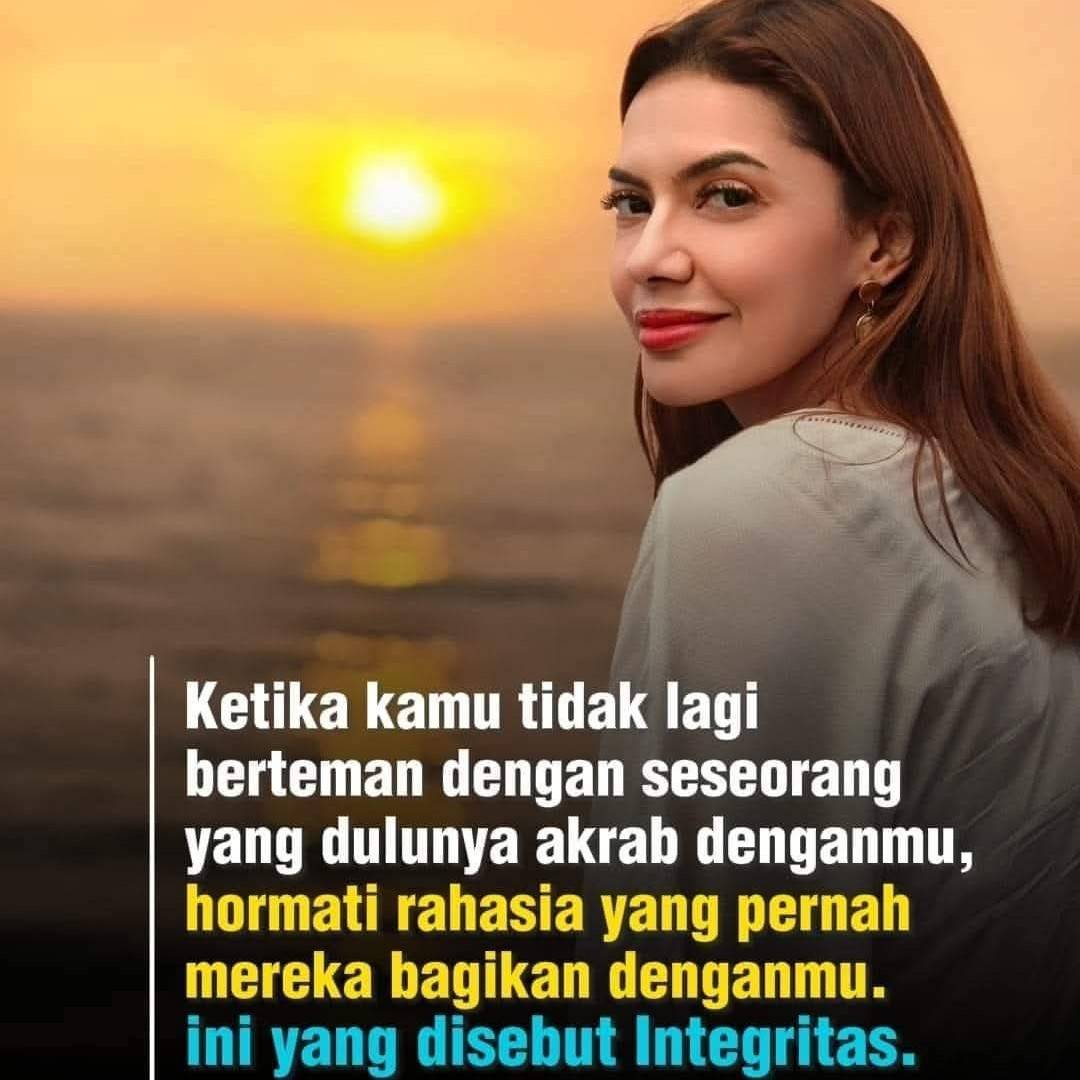 Ketika kamu tidak lagi
berteman dengan seseorang
yang dulunya akrab denganmu,
hormati rahasia yang pernah
mereka bagikan denganmu.
ini yang disebut Integritas.